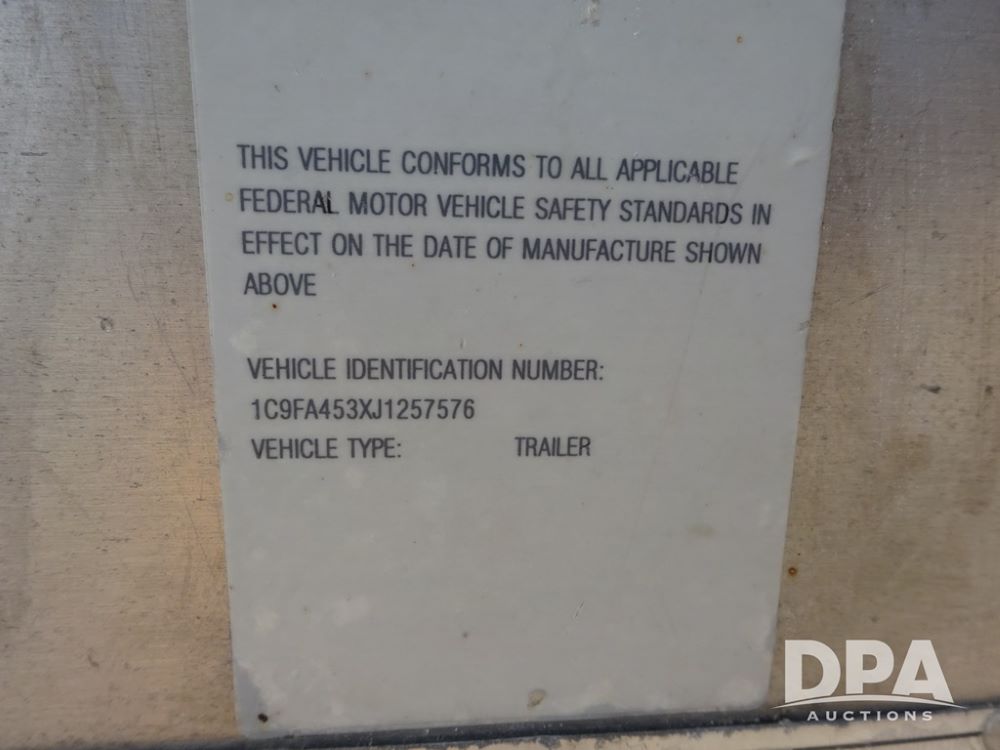 THIS VEHICLE CONFORMS TO ALL APPLICABLE
FEDERAL MOTOR VEHICLE SAFETY STANDARDS IN
EFFECT ON THE DATE OF MANUFACTURE SHOWN
ABOVE
VEHICLE IDENTIFICATION NUMBER:
1C9FA453XJ1257576
VEHICLE TYPE: TRAILER
DPA
AUCTIONS